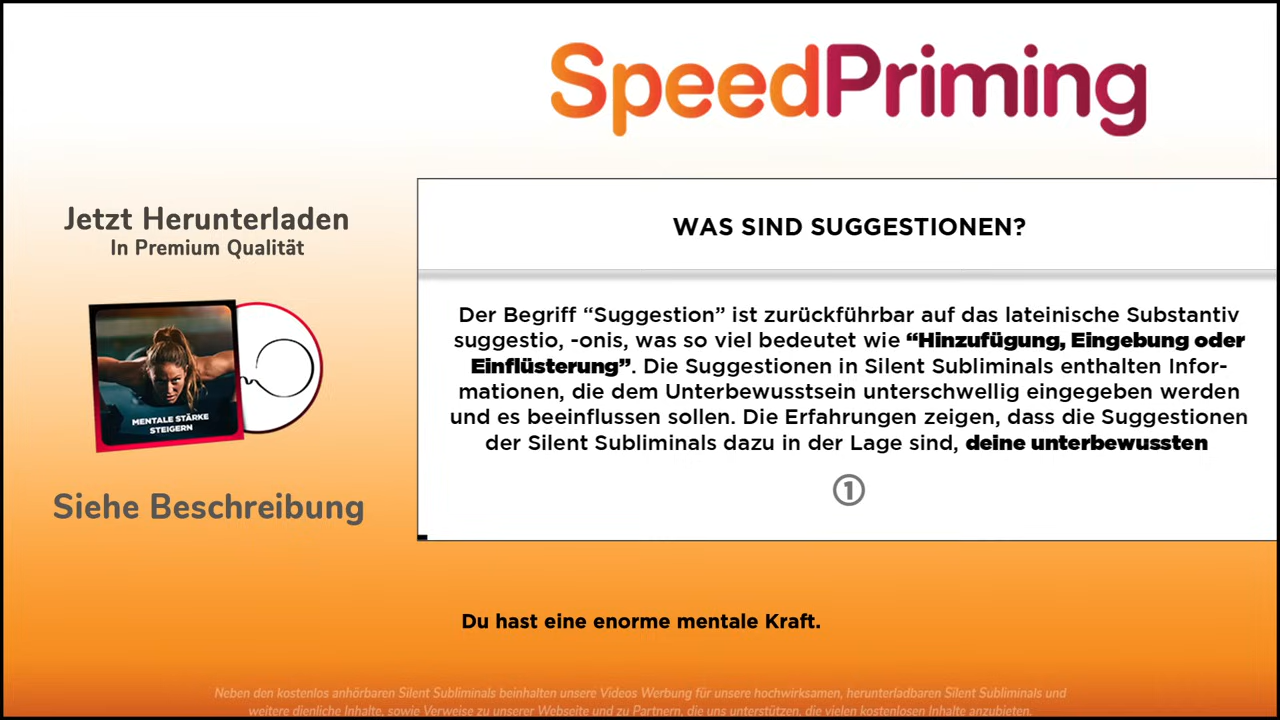 SpeedPriming
Jetzt Herunterladen
In Premium Qualität
MENTALE STÄRKE
STEIGERN
Siehe Beschreibung
WAS SIND SUGGESTIONEN?
Der Begriff “Suggestion” ist zurückführbar auf das lateinische Substantiv
suggestio, -onis, was so viel bedeutet wie “Hinzufügung, Eingebung oder
Einflüsterung”. Die Suggestionen in Silent Subliminals enthalten Infor-
mationen, die dem Unterbewusstsein unterschwellig eingegeben werden
und es beeinflussen sollen. Die Erfahrungen zeigen, dass die Suggestionen
der Silent Subliminals dazu in der Lage sind, deine unterbewussten
①
Du hast eine enorme mentale Kraft.
Neben den kostenlos anhörbaren Silent Subliminals beinhalten unsere Videos Werbung für unsere hochwirksamen, herunterladbaren Silent Subliminals und
weitere dienliche Inhalte, sowie Verweise zu unserer Webseite und zu Partnern, die uns unterstützen, die vielen kostenlosen Inhalte anzubieten.